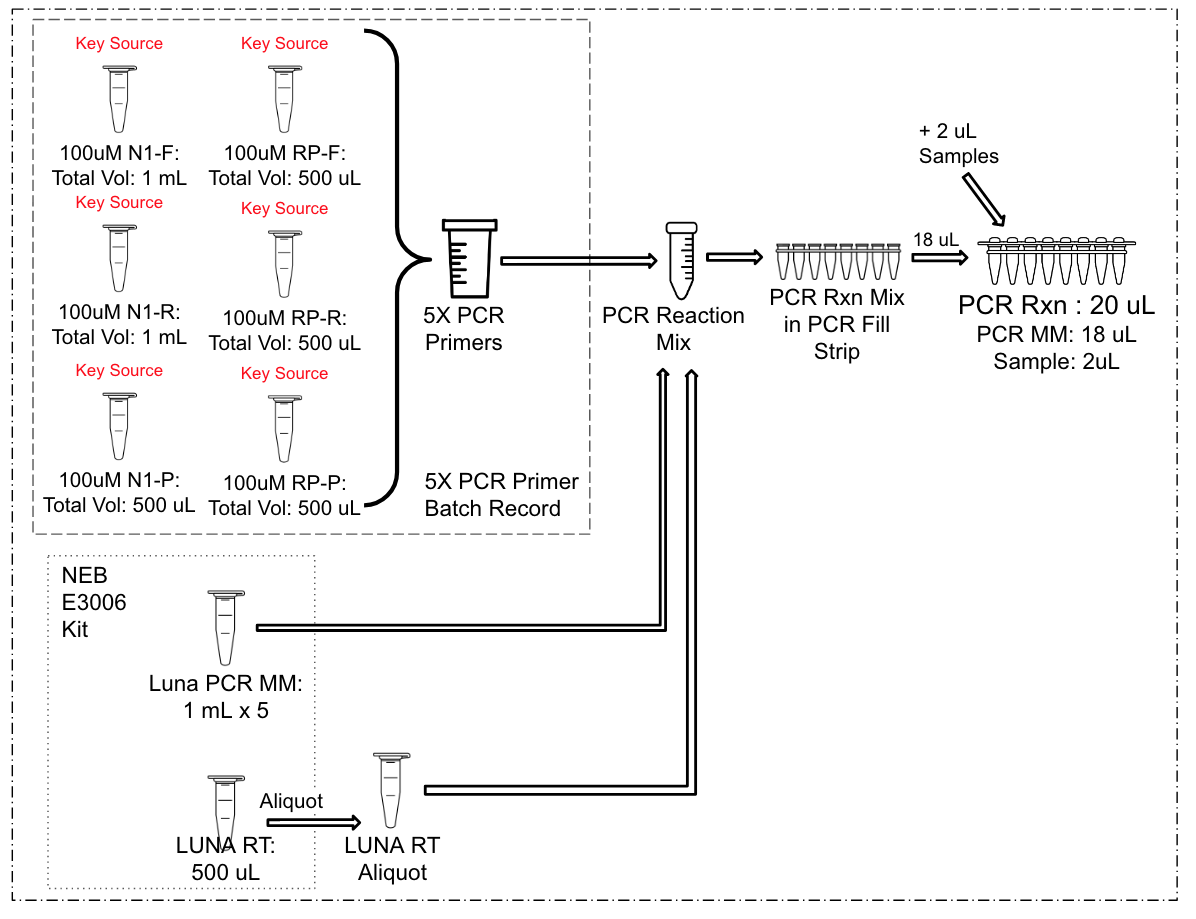 Key Source
Key Source
100uM N1-F:
Total Vol: 1 mL
100uM RP-F:
Total Vol: 500 uL
Key Source
Key Source
100uM N1-R:
Total Vol: 1 mL
100uM RP-R:
Total Vol: 500 uL
Key Source
Key Source
100uM N1-P:
Total Vol: 500 uL
100uM RP-P:
Total Vol: 500 uL
5X PCR
Primers
5X PCR Primer
Batch Record
PCR Reaction
Mix
PCR Rxn Mix
in PCR Fill
Strip
18 uL
+ 2 uL
Samples
PCR Rxn : 20 uL
PCR MM: 18 uL
Sample: 2uL
NEB
E3006
Kit
Luna PCR MM:
1 mL x 5
LUNA RT:
500 uL
Aliquot
LUNA RT
Aliquot